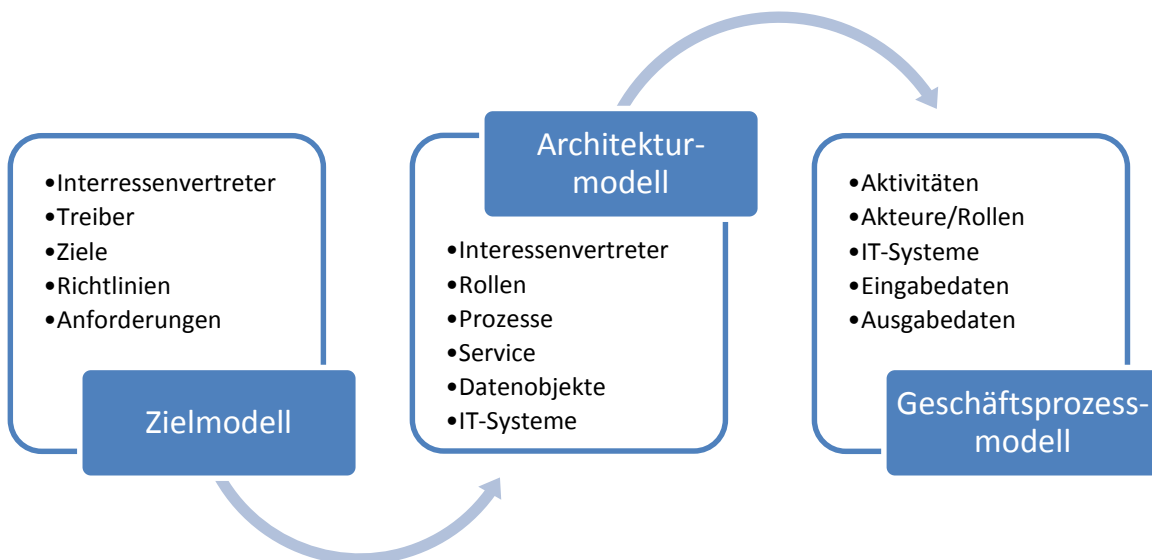 •Interressenvertreter
•Treiber
•Ziele
•Richtlinien
•Anforderungen
Zielmodell
Architektur-
modell
•Interessenvertreter
•Rollen
•Prozesse
•Service
•Datenobjekte
•IT-Systeme
•Aktivitäten
•Akteure/Rollen
•IT-Systeme
•Eingabedaten
•Ausgabedaten
Geschäftsprozess-
modell